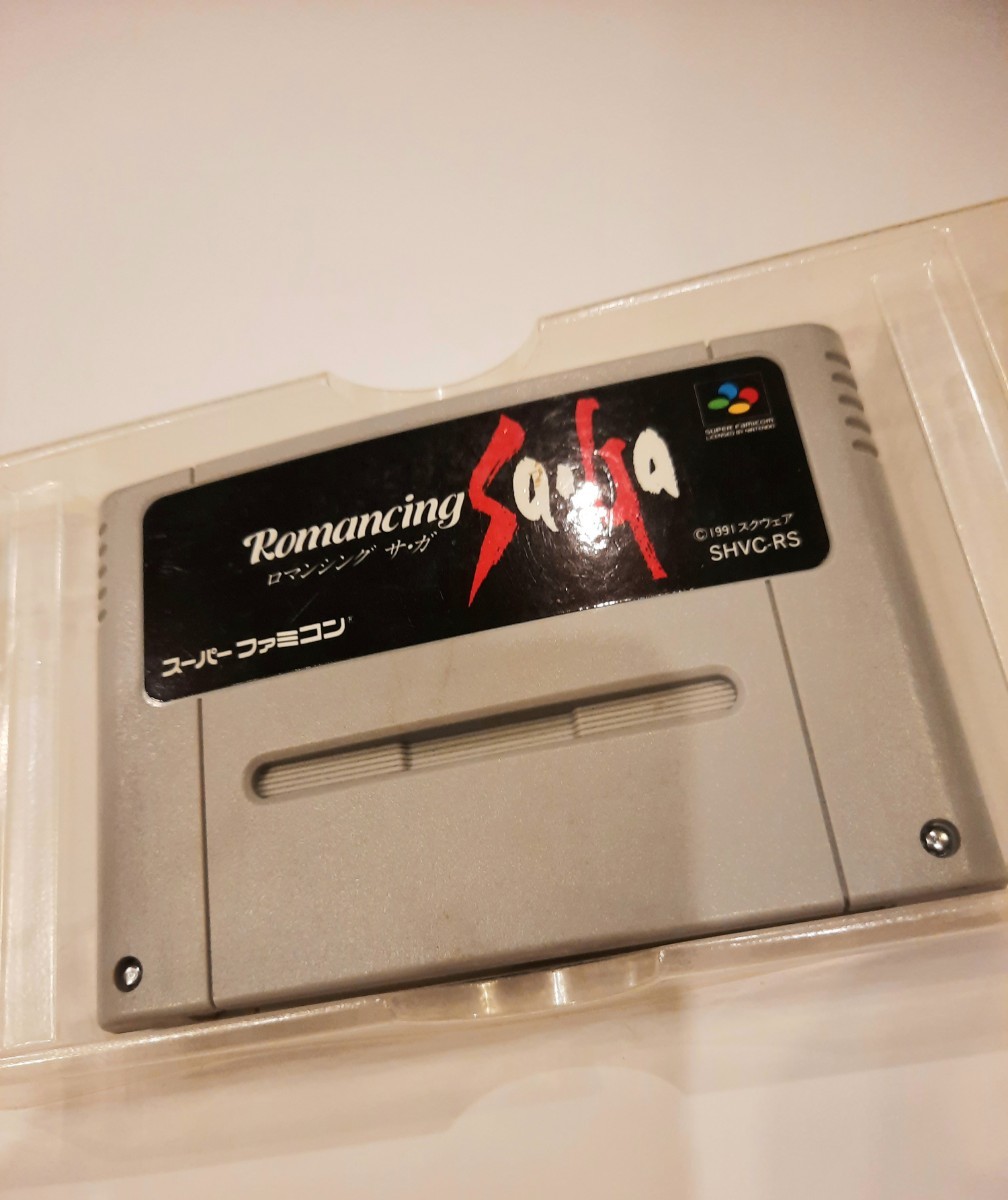 Romancing Sa·Ga
ロマンシング サ・ガ
スーパーファミコン
SUPER FAMICOM
LICENSED BY NINTENDO
©1991 スクウェア
SHVC-RS